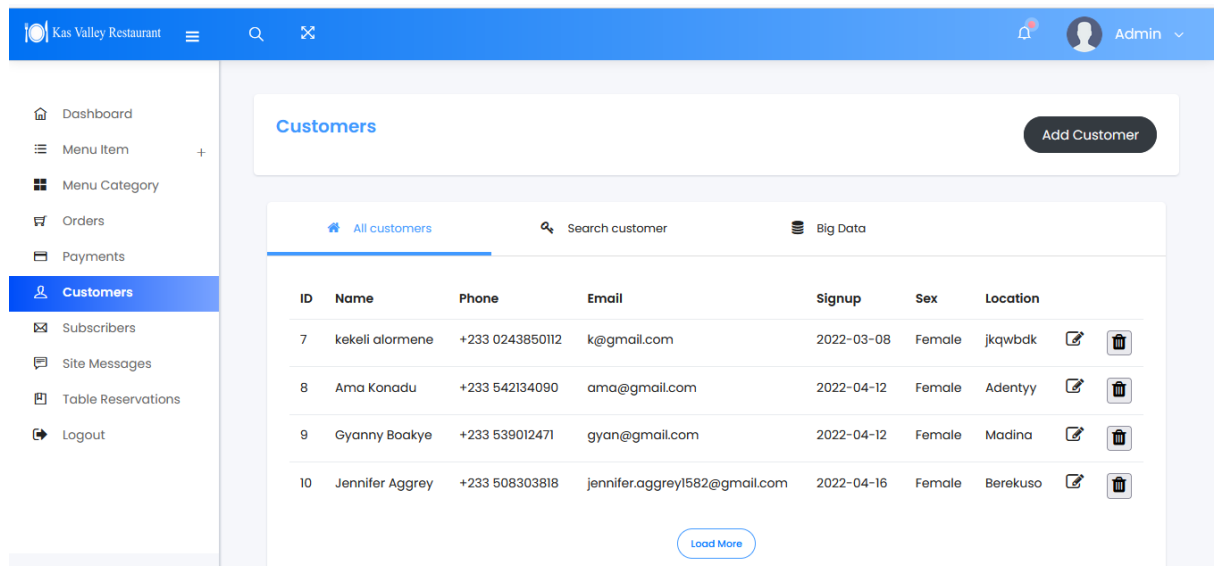 Kas Valley Restaurant
Admin
Dashboard
Menu Item +
Menu Category
Orders
Payments
Customers
Subscribers
Site Messages
Table Reservations
Logout
Customers
Add Customer
All customers Search customer Big Data
ID Name Phone Email Signup Sex Location
7 kekeli alormene +233 0243850112 k@gmail.com 2022-03-08 Female jkqwbdk
8 Ama Konadu +233 542134090 ama@gmail.com 2022-04-12 Female Adentyy
9 Gyanny Boakye +233 539012471 gyan@gmail.com 2022-04-12 Female Madina
10 Jennifer Aggrey +233 508303818 jennifer.aggrey1582@gmail.com 2022-04-16 Female Berekuso
Load More